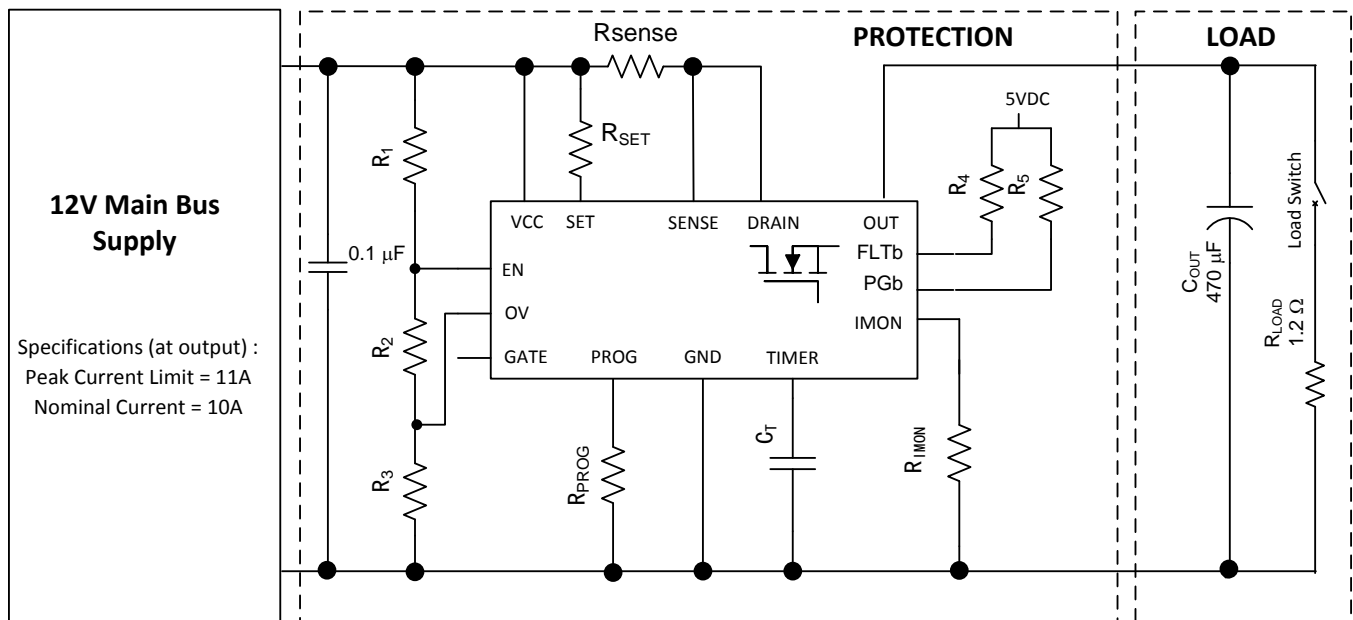 Rsense
PROTECTION
LOAD
5VDC
R1
RSET
R4
R5
12V Main Bus
Supply
VCC
SET
SENSE
DRAIN
OUT
Load Switch
0.1 μF
EN
FLTb
PGb
COUT
470 μF
OV
IMON
RLOAD
1.2 Ω
Specifications (at output) :
Peak Current Limit = 11A
Nominal Current = 10A
R2
GATE
PROG
GND
TIMER
R3
RPROG
CT
RIMON